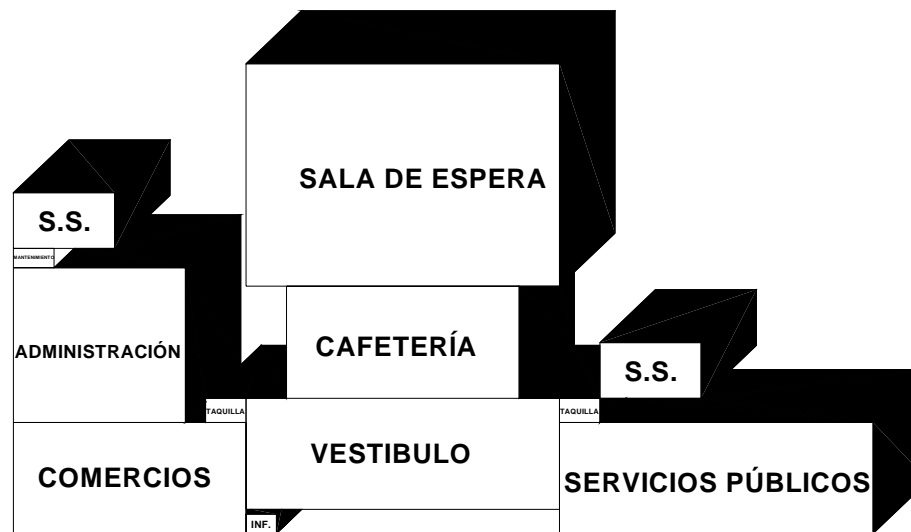 SALA DE ESPERA
S.S.
MANTENIMIENTO
ADMINISTRACIÓN
CAFETERÍA
S.S.
TAQUILLA
TAQUILLA
VESTIBULO
COMERCIOS
SERVICIOS PÚBLICOS
INF.